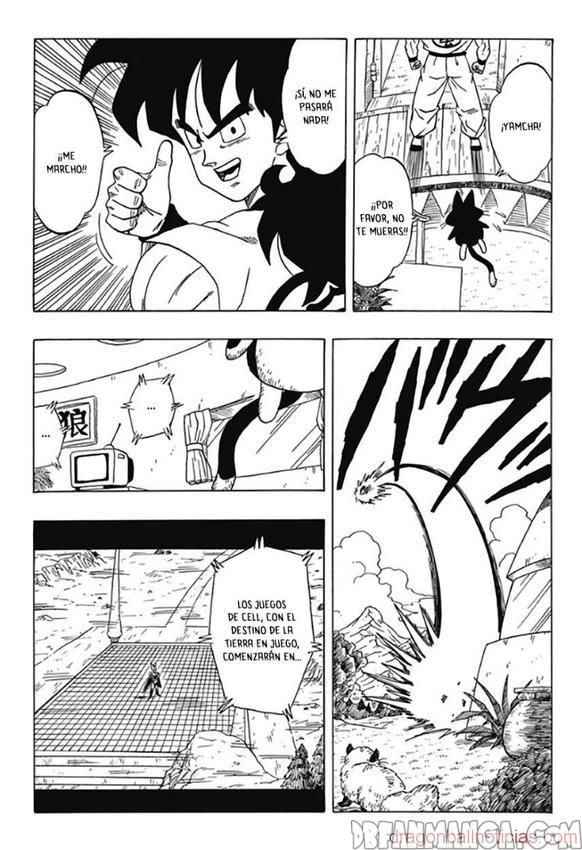 ¡YAMCHA!
¡¡POR
FAVOR, NO
TE MUERAS!!
¡SÍ, NO ME
PASARÁ
NADA!
¡¡ME
MARCHO!!
...
狼
...
LOS JUEGOS
DE CELL, CON EL
DESTINO DE LA
TIERRA EN JUEGO,
COMENZARÁN EN...
DBFANMANGA.COM
dragonballnoticias.com